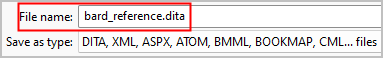 File name: bard_reference.dita
Save as type: DITA, XML, ASPX, ATOM, BMML, BOOKMAP, CML... files